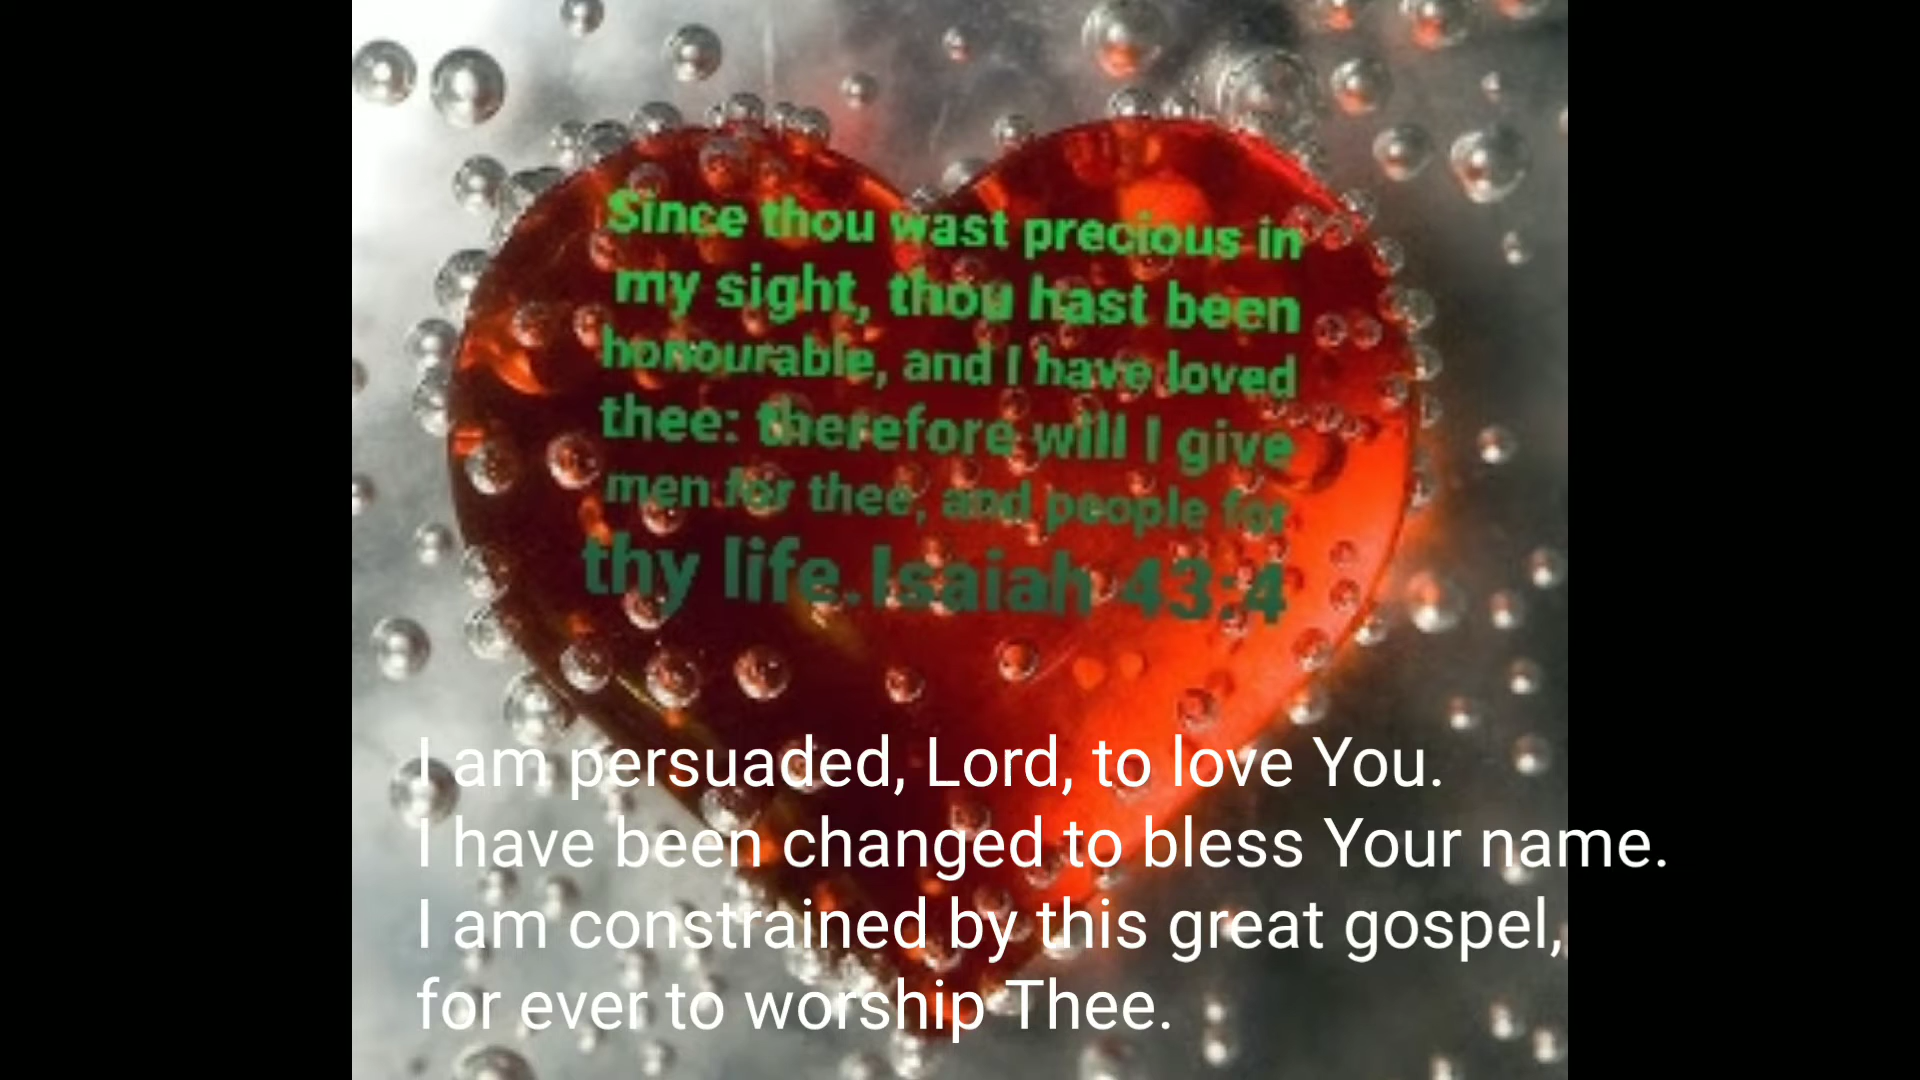 Since thou wast precious in
my sight, thou hast been
honourable, and I have loved
thee: therefore will I give
men for thee, and people for
thy life.Isaiah 43:4
I am persuaded, Lord, to love You.
I have been changed to bless Your name.
I am constrained by this great gospel,
for ever to worship Thee.